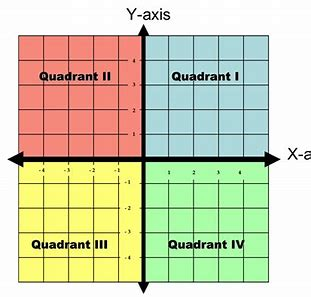 Y-axis
4
Quadrant II Quadrant I
3
2
1
X-a
-4 -3 -2 -1 1 2 3 4
-1
-2
-3
Quadrant III Quadrant IV
-4